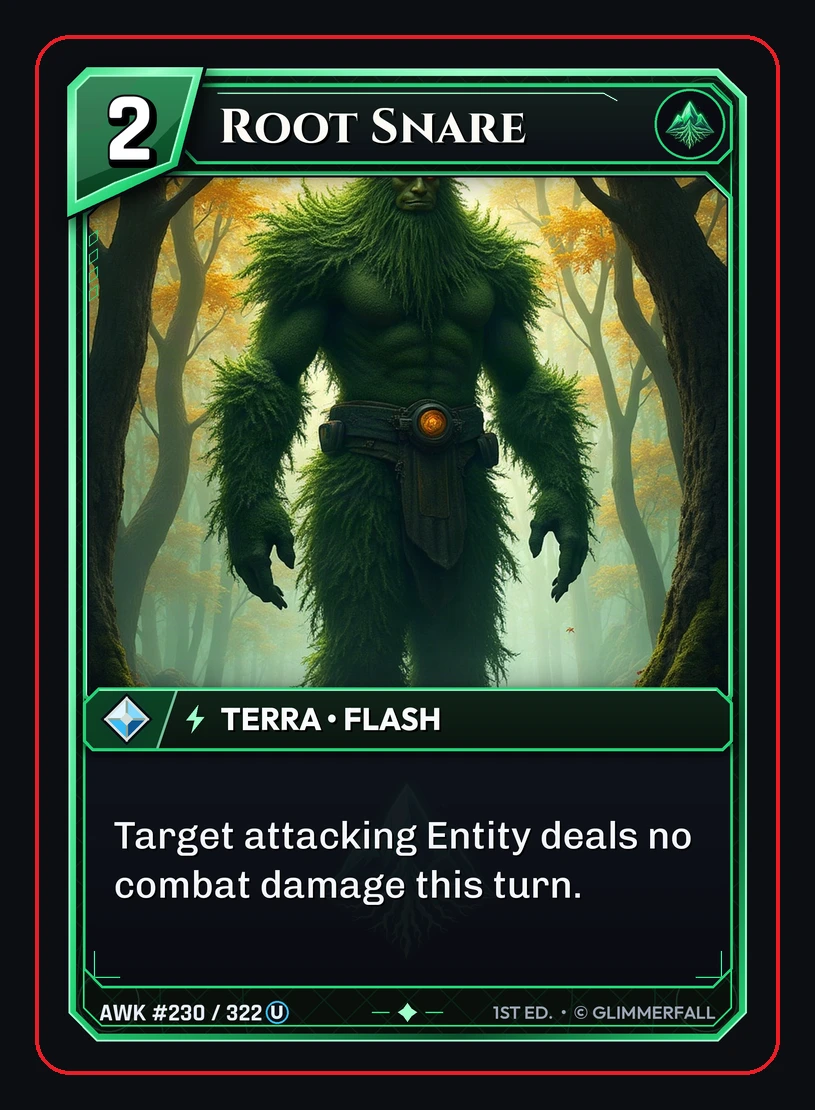 2
ROOT SNARE
TERRA • FLASH
Target attacking Entity deals no
combat damage this turn.
AWK #230 / 322 U
1ST ED. • © GLIMMERFALL